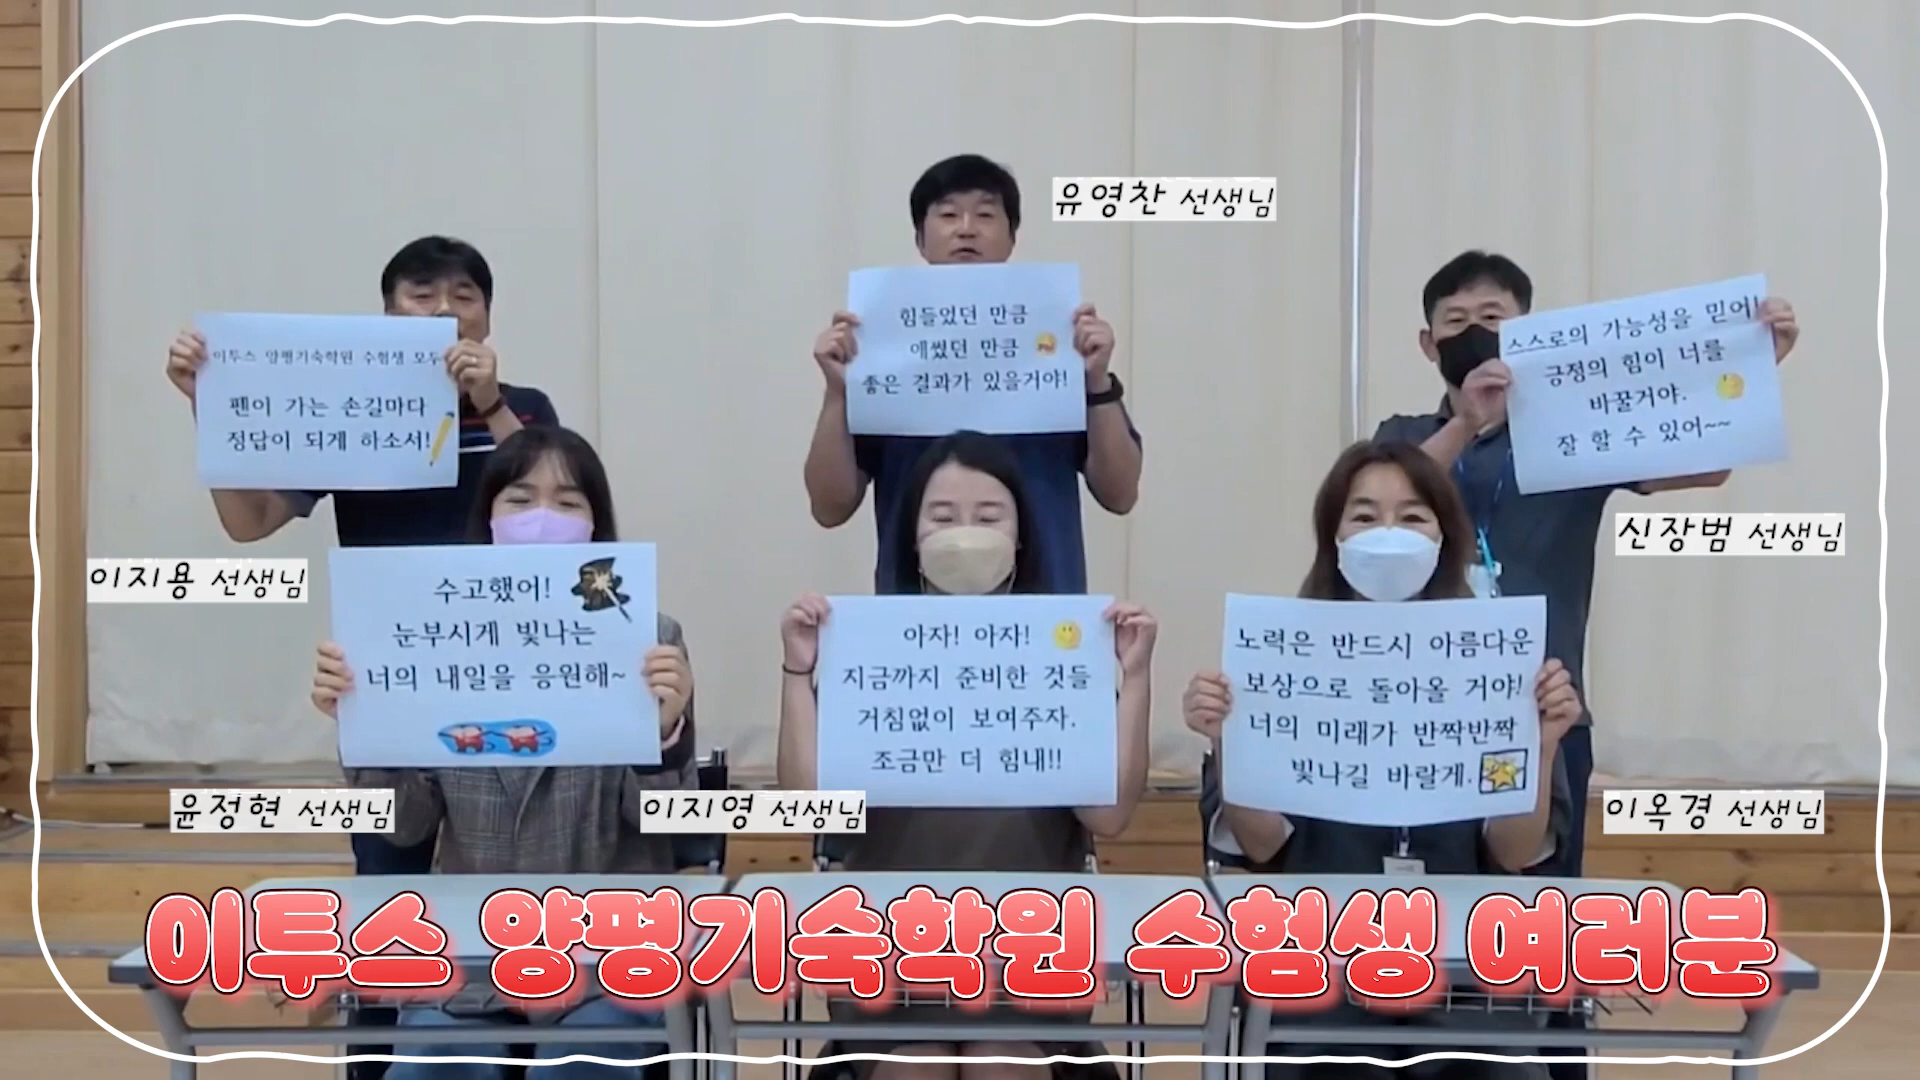 유영찬 선생님
힘들었던 만큼
애썼던 만큼
좋은 결과가 있을거야!
이투스 양평기숙학원 수험생 모두
펜이 가는 손길마다
정답이 되게 하소서!
이지용 선생님
스스로의 가능성을 믿어!
긍정의 힘이 너를
바꿀거야.
잘 할 수 있어~~
신장범 선생님
수고했어!
눈부시게 빛나는
너의 내일을 응원해~
윤정현 선생님
아자! 아자!
지금까지 준비한 것들
거침없이 보여주자.
조금만 더 힘내!!
이지영 선생님
노력은 반드시 아름다운
보상으로 돌아올 거야!
너의 미래가 반짝반짝
빛나길 바랄게.
이옥경 선생님
이투스 양평기숙학원 수험생 여러분